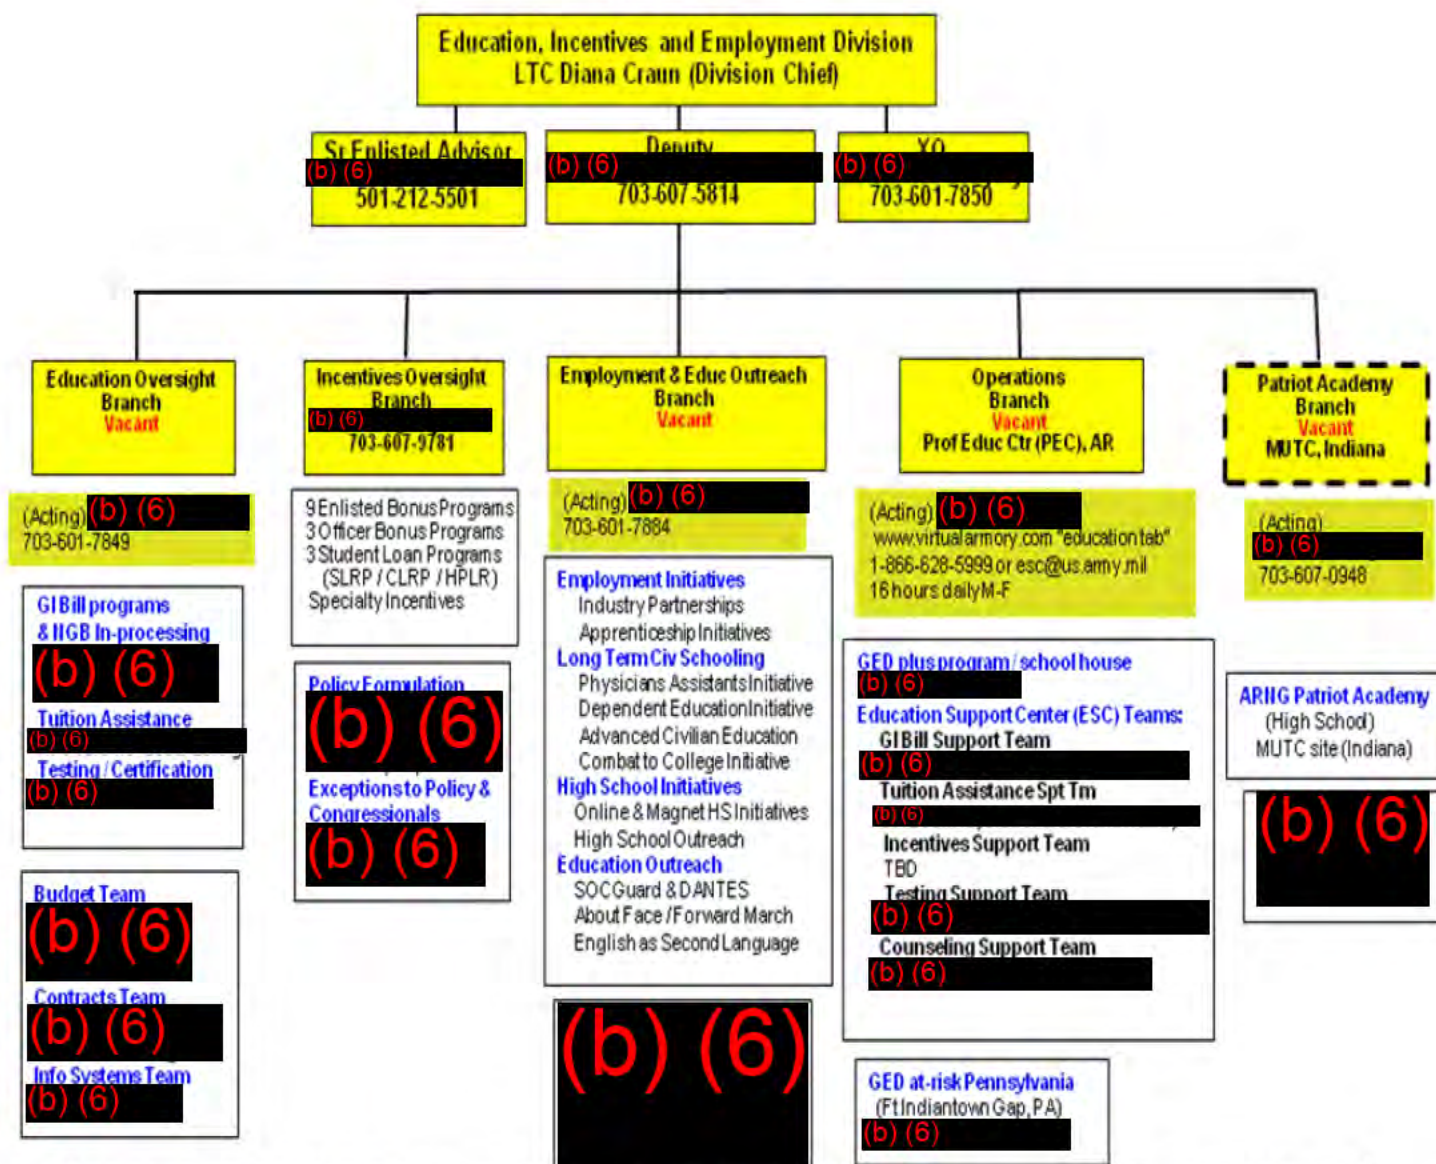 Education, Incentives and Employment Division
LTC Diana Craun (Division Chief)
Sr Enlisted Advisor
(b) (6)
501-212-5501
Deputy
(b) (6)
703-607-5814
XO
(b) (6)
703-601-7850
Education Oversight
Branch
Vacant
(Acting) (b) (6)
703-601-7849
GI Bill programs
& NGB In-processing
(b) (6)
Tuition Assistance
(b) (6)
Testing / Certification
(b) (6)
Budget Team
(b) (6)
Contracts Team
(b) (6)
Info Systems Team
(b) (6)
Incentives Oversight
Branch
(b) (6)
703-607-9781
9 Enlisted Bonus Programs
3 Officer Bonus Programs
3 Student Loan Programs
(SLRP / CLRP / HPLR)
Specialty Incentives
Policy Formulation
(b) (6)
Exceptions to Policy &
Congressionals
(b) (6)
Employment & Educ Outreach
Branch
Vacant
(Acting) (b) (6)
703-601-7884
Employment Initiatives
Industry Partnerships
Apprenticeship Initiatives
Long Term Civ Schooling
Physicians Assistants Initiative
Dependent Education Initiative
Advanced Civilian Education
Combat to College Initiative
High School Initiatives
Online & Magnet HS Initiatives
High School Outreach
Education Outreach
SOCGuard & DANTES
About Face / Forward March
English as Second Language
(b) (6)
Operations
Branch
Vacant
Prof Educ Ctr (PEC), AR
(Acting) (b) (6)
www.virtualarmory.com "education tab"
1-866-628-5999 or esc@us.army.mil
16 hours daily M-F
GED plus program / school house
(b) (6)
Education Support Center (ESC) Teams:
GI Bill Support Team
(b) (6)
Tuition Assistance Spt Tm
(b) (6)
Incentives Support Team
TBD
Testing Support Team
(b) (6)
Counseling Support Team
(b) (6)
GED at-risk Pennsylvania
(Ft Indiantown Gap, PA)
(b) (6)
Patriot Academy
Branch
Vacant
MUTC, Indiana
(Acting)
(b) (6)
703-607-0948
ARNG Patriot Academy
(High School)
MUTC site (Indiana)
(b) (6)